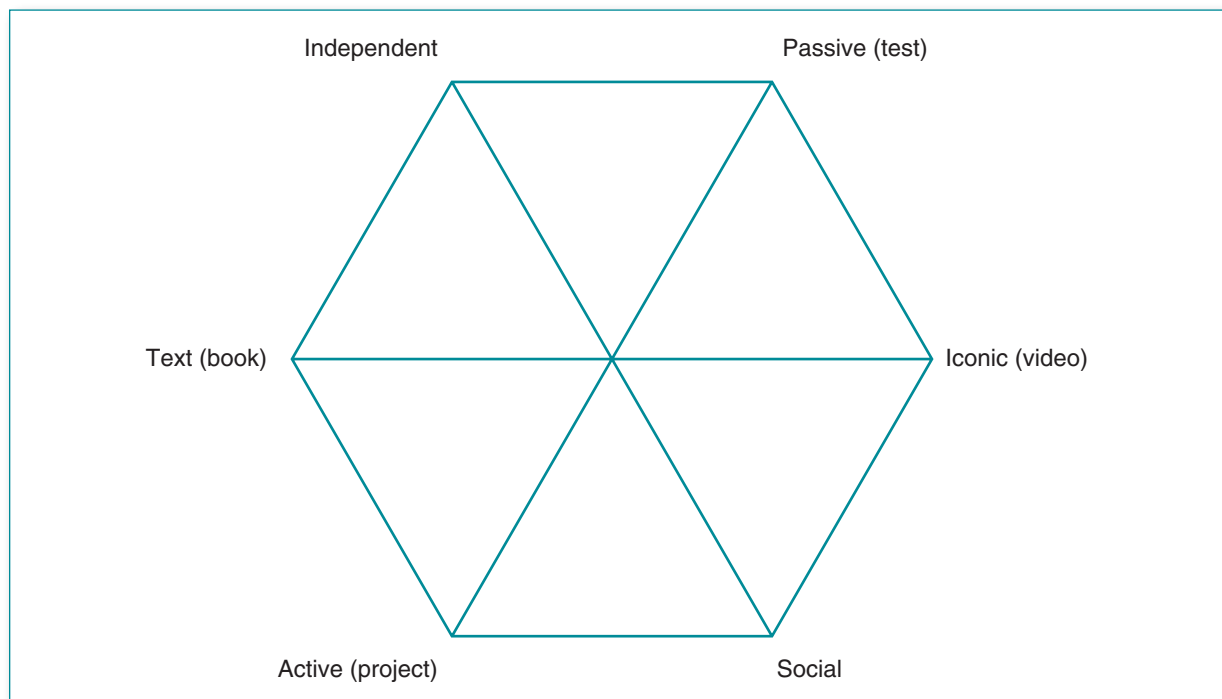 Independent
Passive (test)
Text (book)
Iconic (video)
Active (project)
Social